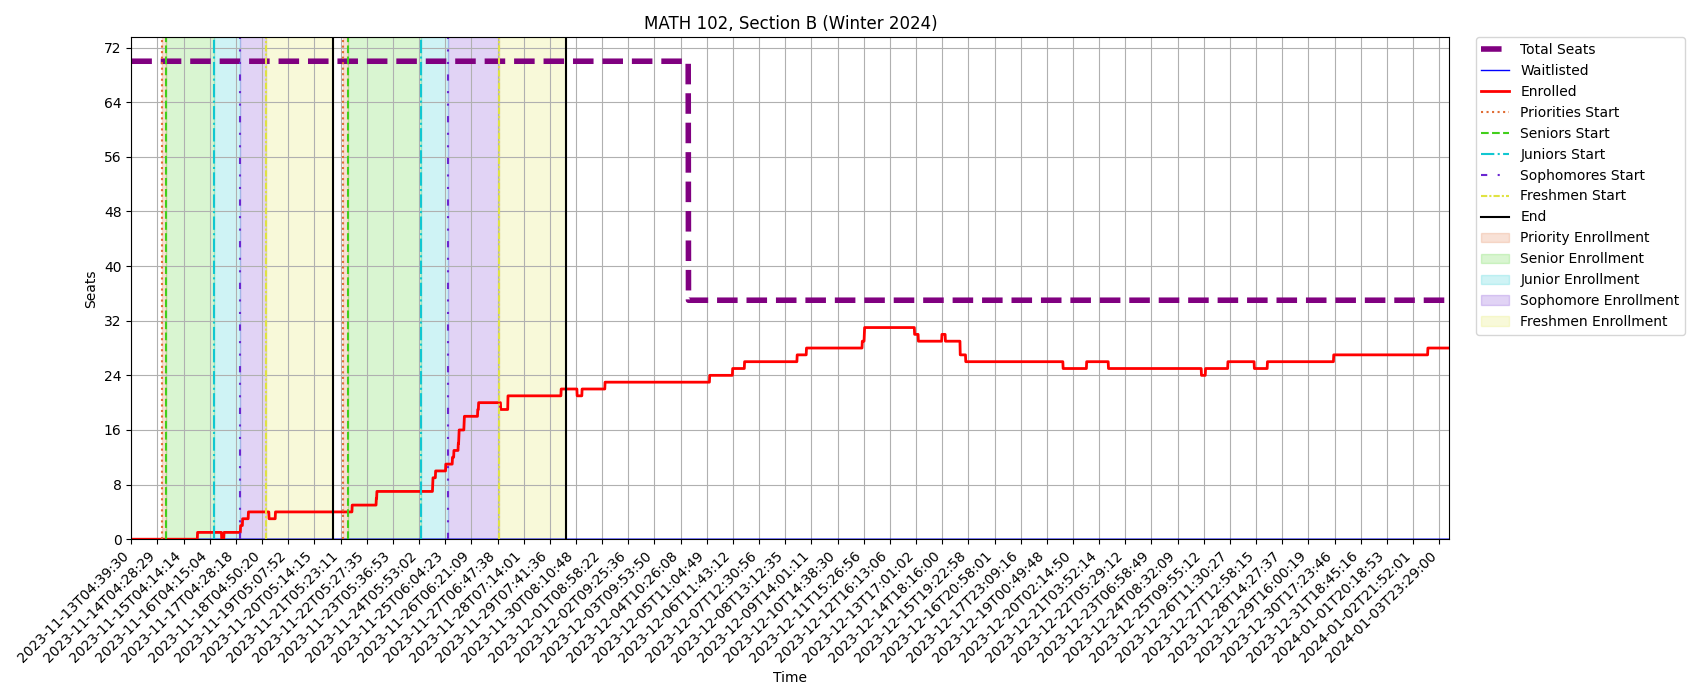 MATH 102, Section B (Winter 2024)
72
64
56
48
40
32
24
16
8
0
Seats
2023-11-13T04:39:30
2023-11-14T04:28:29
2023-11-15T04:14:14
2023-11-16T04:15:04
2023-11-17T04:28:18
2023-11-18T04:50:20
2023-11-19T05:07:52
2023-11-20T05:14:15
2023-11-21T05:23:11
2023-11-22T05:27:35
2023-11-23T05:36:53
2023-11-24T05:53:02
2023-11-26T06:04:23
2023-11-26T06:21:09
2023-11-27T06:47:38
2023-11-28T07:14:01
2023-11-29T07:41:36
2023-11-30T08:10:48
2023-12-01T08:58:22
2023-12-02T09:25:36
2023-12-03T09:53:50
2023-12-04T10:26:08
2023-12-05T11:04:49
2023-12-06T11:43:12
2023-12-07T12:30:56
2023-12-08T13:12:35
2023-12-09T14:01:11
2023-12-10T14:38:30
2023-12-11T15:26:56
2023-12-12T16:13:06
2023-12-13T17:01:02
2023-12-14T18:16:00
2023-12-15T19:22:58
2023-12-16T20:58:01
2023-12-17T23:09:16
2023-12-19T00:49:48
2023-12-20T02:14:50
2023-12-21T03:52:14
2023-12-22T05:29:12
2023-12-23T06:58:49
2023-12-24T08:32:09
2023-12-25T09:55:12
2023-12-26T11:30:27
2023-12-27T12:58:15
2023-12-28T14:27:37
2023-12-29T16:00:19
2023-12-30T17:23:46
2023-12-31T18:45:16
2024-01-01T20:18:53
2024-01-02T21:52:01
2024-01-03T23:29:00
Time
Total Seats
Waitlisted
Enrolled
Priorities Start
Seniors Start
Juniors Start
Sophomores Start
Freshmen Start
End
Priority Enrollment
Senior Enrollment
Junior Enrollment
Sophomore Enrollment
Freshmen Enrollment